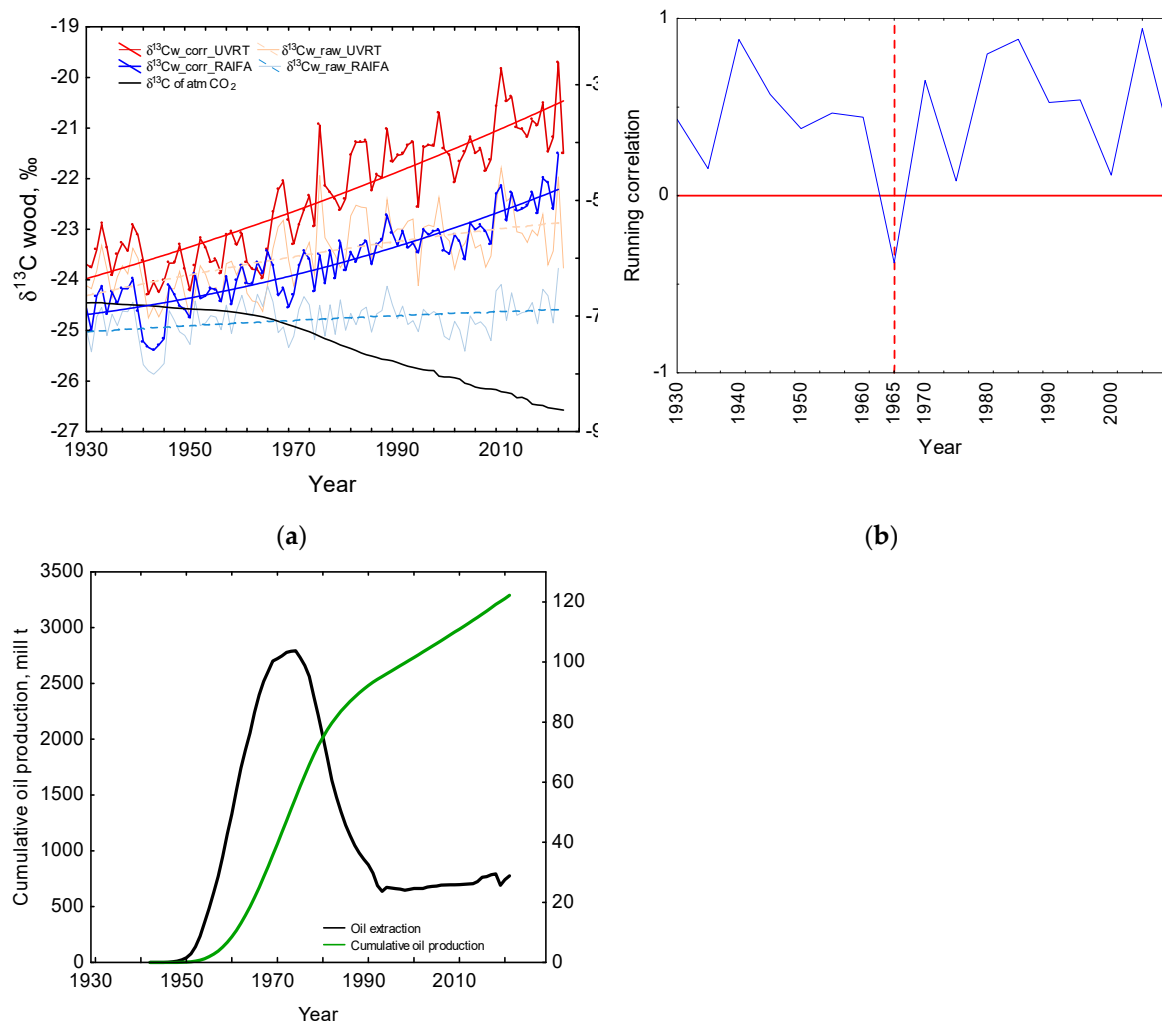 -19
-20
-21
-22
-23
-24
-25
-26
-27
δ¹³C wood, ‰
δ¹³Cw_corr_UVRT
δ¹³Cw_raw_UVRT
δ¹³Cw_corr_RAIFA
δ¹³Cw_raw_RAIFA
δ¹³C of atm CO₂
-7
1930 1950 1970 1990 2010
Year
(a)
1
0
-1
Running correlation
1930 1940 1950 1960 1965 1970 1980 1990 2000
Year
(b)
3500
3000
2500
2000
1500
1000
500
0
Cumulative oil production, mill t
120
100
80
60
40
20
0
Oil extraction
Cumulative oil production
1930 1950 1970 1990 2010
Year